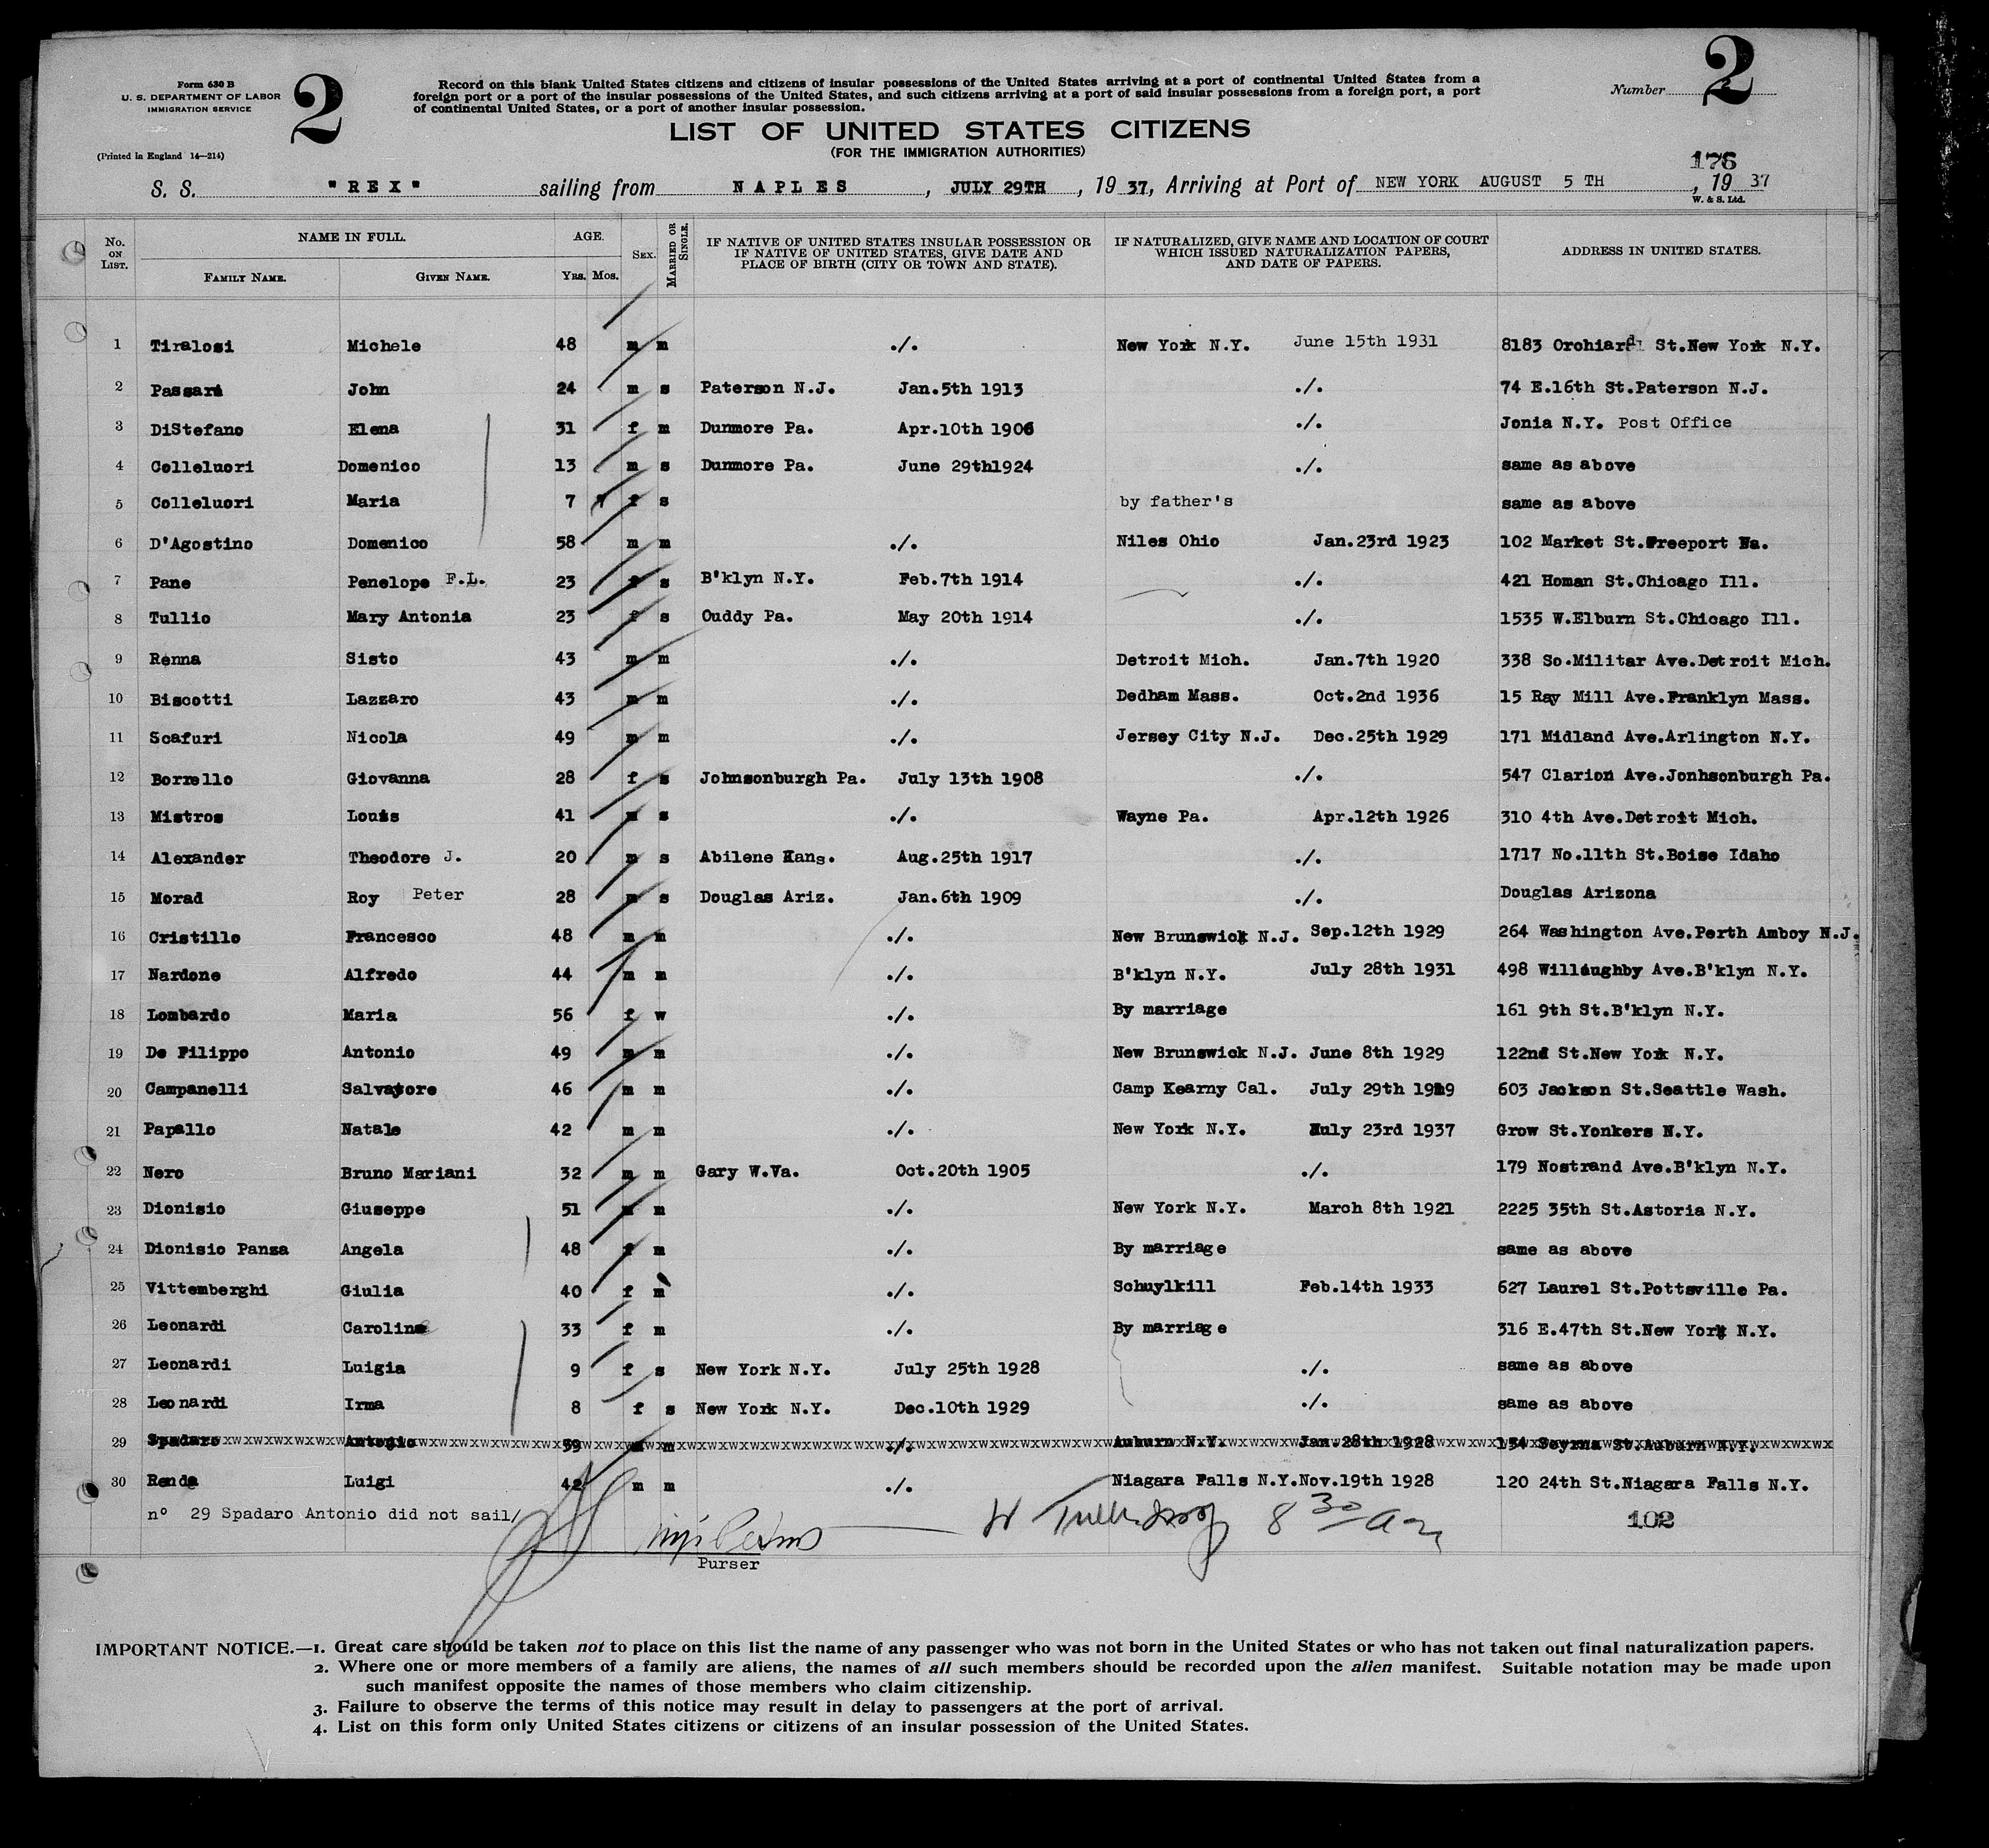 Form 630 B
U. S. DEPARTMENT OF LABOR
IMMIGRATION SERVICE
2
(Printed in England 14—214)
Record on this blank United States citizens and citizens of insular possessions of the United States arriving at a port of continental United States from a
foreign port or a port of the insular possessions of the United States, and such citizens arriving at a port of said insular possessions from a foreign port, a port
of continental United States, or a port of another insular possession.
Number 2
LIST OF UNITED STATES CITIZENS
(FOR THE IMMIGRATION AUTHORITIES)
176
S. S. "REX" sailing from NAPLES, JULY 29TH, 1937, Arriving at Port of NEW YORK AUGUST 5 TH, 1937
W. & S. Ltd.
No. ON LIST. NAME IN FULL. FAMILY NAME. GIVEN NAME. AGE. YRS. MOS. SEX. MARRIED OR SINGLE. IF NATIVE OF UNITED STATES INSULAR POSSESSION OR IF NATIVE OF UNITED STATES, GIVE DATE AND PLACE OF BIRTH (CITY OR TOWN AND STATE). IF NATURALIZED, GIVE NAME AND LOCATION OF COURT WHICH ISSUED NATURALIZATION PAPERS, AND DATE OF PAPERS. ADDRESS IN UNITED STATES.
1 Tiralosi Michele 48 m m ./. New York N.Y. June 15th 1931 8183 Orohiard St.New York N.Y.
2 Passari John 24 m s Paterson N.J. Jan.5th 1913 ./. 74 E.16th St.Paterson N.J.
3 DiStefano Elena 31 f m Dunmore Pa. Apr.10th 1906 ./. Jonia N.Y. Post Office
4 Colleluori Domenico 13 m s Dunmore Pa. June 29th1924 ./. same as above
5 Colleluori Maria 7 7 f s by father's same as above
6 D'Agostino Domenico 58 m m ./. Niles Ohio Jan.23rd 1923 102 Market St.Freeport
7 Pane Penelope F.L. 23 f s B'klyn N.Y. Feb.7th 1914 ./. 421 Homan St.Chicago Ill.
8 Tullio Mary Antonia 23 f s Cuddy Pa. May 20th 1914 ./. 1535 W.Elburn St.Chicago Ill.
9 Renna Sisto 43 m m ./. Detroit Mich. Jan.7th 1920 338 So.Militar Ave.Detroit Mich.
10 Biscotti Lazzaro 43 m m ./. Dedham Mass. Oct.2nd 1936 15 Ray Mill Ave.Franklyn Mass.
11 Scafuri Nicola 49 m m ./. Jersey City N.J. Dec.25th 1929 171 Midland Ave.Arlington N.Y.
12 Borrello Giovanna 28 f s Johnsonburgh Pa. July 13th 1908 ./. 547 Clarion Ave.Jonhsonburgh Pa.
13 Mistros Louis 41 m s ./. Wayne Pa. Apr.12th 1926 310 4th Ave.Detroit Mich.
14 Alexander Theodore J. 20 m s Abilene Kans. Aug.25th 1917 ./. 1717 No.11th St.Boise Idaho
15 Morad Roy Peter 28 m s Douglas Ariz. Jan.6th 1909 ./. Douglas Arizona
16 Cristillo Francesco 48 m m ./. New Brunswick N.J. Sep.12th 1929 264 Washington Ave.Perth Amboy N.J.
17 Nardone Alfredo 44 m m ./. B'klyn N.Y. July 28th 1931 498 Willoughby Ave.B'klyn N.Y.
18 Lombardo Maria 56 f w ./. By marriage 161 9th St.B'klyn N.Y.
19 De Filippo Antonio 49 m m ./. New Brunswick N.J. June 8th 1929 122nd St.New York N.Y.
20 Campanelli Salvatore 46 m m ./. Camp Kearny Cal. July 29th 603 Jackson St.Seattle Wash.
21 Papallo Natale 42 m m ./. New York N.Y. July 23rd 1937 Grow St.Yonkers N.Y.
22 Nero Bruno Mariani 32 m m Gary W.Va. Oct.20th 1905 ./. 179 Nostrand Ave.B'klyn N.Y.
23 Dionisio Giuseppe 51 m m ./. New York N.Y. March 8th 1921 2225 35th St.Astoria N.Y.
24 Dionisio Panza Angela 48 f m ./. By marriage same as above
25 Vittemberghi Giulia 40 f m ./. Schuylkill Feb.14th 1933 627 Laurel St.Pottsville Pa.
26 Leonardi Caroline 33 f m ./. By marriage 316 E.47th St.New York N.Y.
27 Leonardi Luigia 9 f s New York N.Y. July 25th 1928 ./. same as above
28 Leonardi Irma 8 f s New York N.Y. Dec.10th 1929 ./. same as above
29 Spadaro Antonio 39 m m ./. Auburn N.Y. Jan.28th 1928 St.Auburn N.Y.
30 Renda Luigi 42 m m ./. Niagara Falls N.Y.Nov.19th 1928 120 24th St.Niagara Falls N.Y.
n° 29 Spadaro Antonio did not sail/
8 30 am
102
Purser
IMPORTANT NOTICE.—1. Great care should be taken not to place on this list the name of any passenger who was not born in the United States or who has not taken out final naturalization papers.
2. Where one or more members of a family are aliens, the names of all such members should be recorded upon the alien manifest. Suitable notation may be made upon
such manifest opposite the names of those members who claim citizenship.
3. Failure to observe the terms of this notice may result in delay to passengers at the port of arrival.
4. List on this form only United States citizens or citizens of an insular possession of the United States.